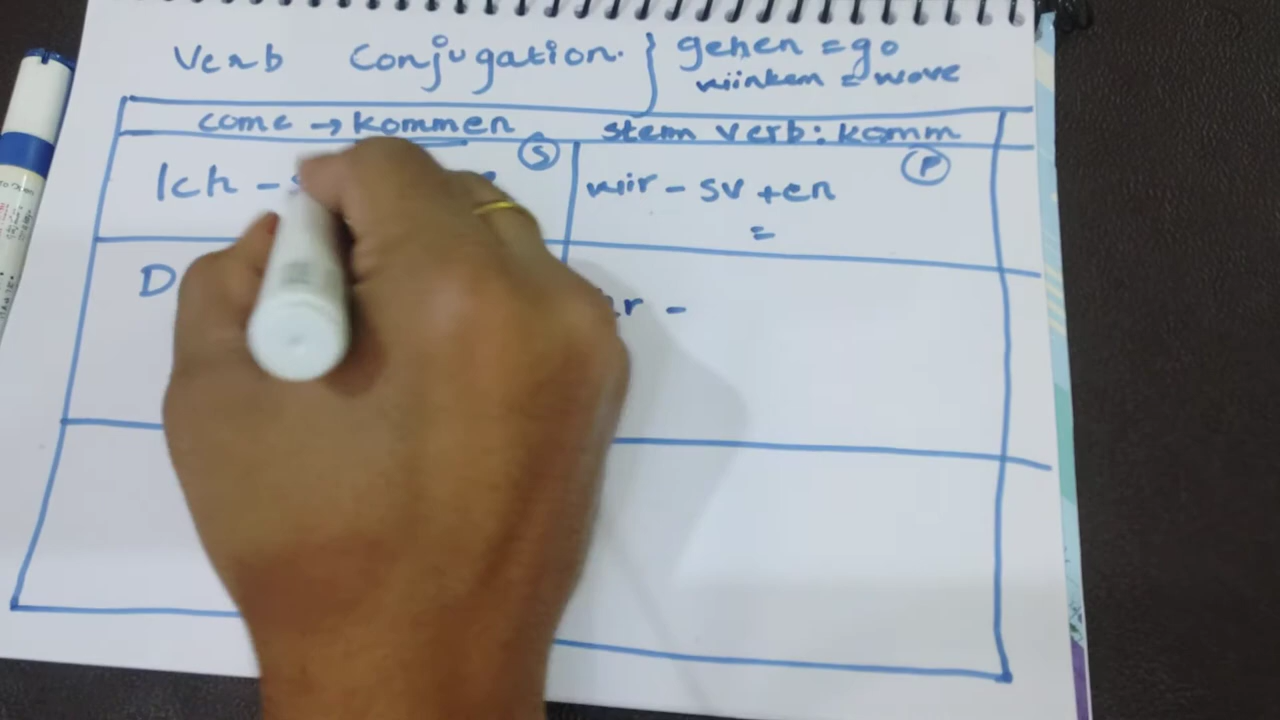 Verb Conjugation. } gehen = go
winken = wave
come → kommen
stem verb: komm
S
P
Ich -
wir - sv + en
=
D
r -